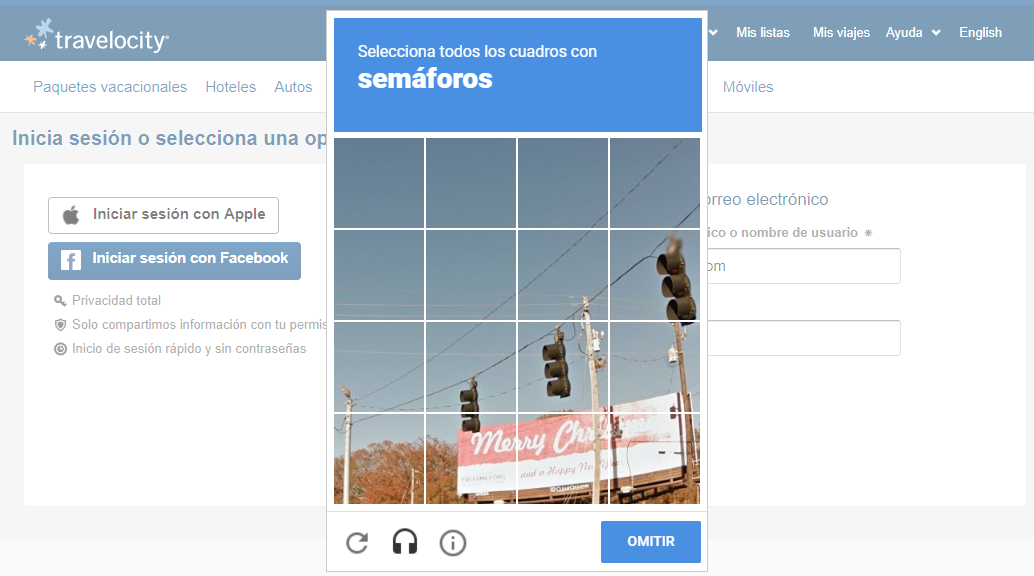 travelocity
Mis listas
Mis viajes
Ayuda
English
Paquetes vacacionales
Hoteles
Autos
Móviles
Inicia sesión o selecciona una op
Iniciar sesión con Apple
Iniciar sesión con Facebook
Privacidad total
Solo compartimos información con tu permis
Inicio de sesión rápido y sin contraseñas
Selecciona todos los cuadros con
semáforos
Merry Chr
and a Happy New
OMITIR
orreo electrónico
ico o nombre de usuario *
om